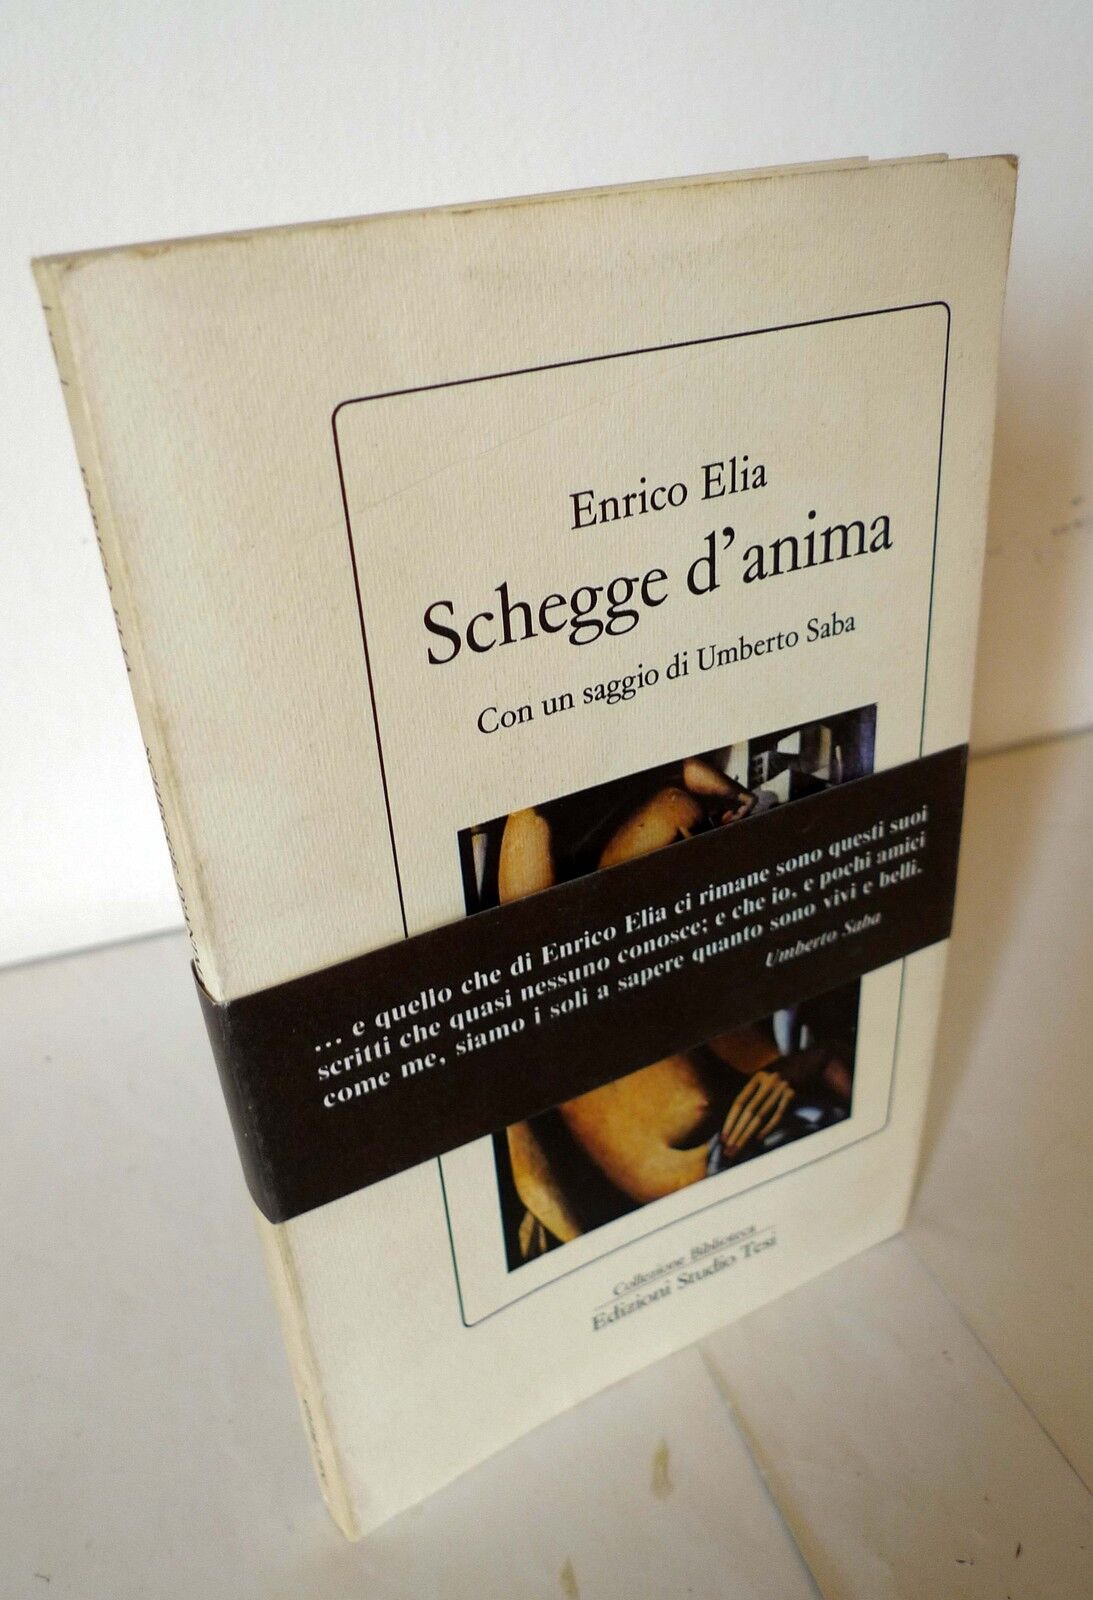 Enrico Elia
Schegge d'anima
Con un saggio di Umberto Saba
... e quello che di Enrico Elia ci rimane sono questi suoi
scritti che quasi nessuno conosce; e che io, e pochi amici
come me, siamo i soli a sapere quanto sono vivi e belli.
Umberto Saba
Collezione Biblioteca
Edizioni Studio Tesi